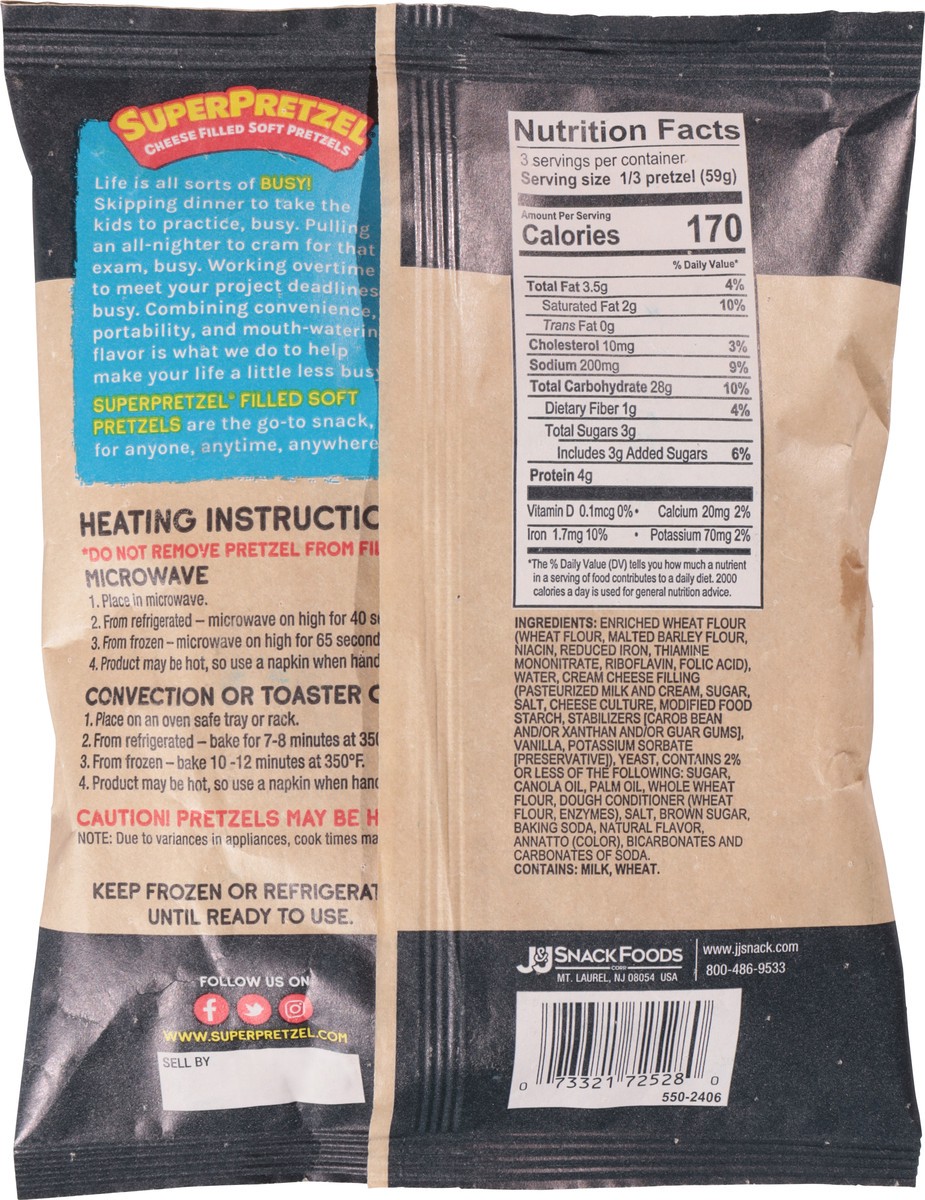 SUPERPRETZEL
CHEESE FILLED SOFT PRETZELS
Life is all sorts of BUSY!
Skipping dinner to take the
kids to practice, busy. Pulling
an all-nighter to cram for that
exam, busy. Working overtime
to meet your project deadlines
busy. Combining convenience,
portability, and mouth-waterin
flavor is what we do to help
make your life a little less busy
SUPERPRETZEL® FILLED SOFT
PRETZELS are the go-to snack,
for anyone, anytime, anywhere
HEATING INSTRUCTIO
*DO NOT REMOVE PRETZEL FROM FIL
MICROWAVE
1. Place in microwave.
2. From refrigerated – microwave on high for 40 se
3. From frozen – microwave on high for 65 second
4. Product may be hot, so use a napkin when hand
CONVECTION OR TOASTER O
1. Place on an oven safe tray or rack.
2. From refrigerated – bake for 7-8 minutes at 350
3. From frozen – bake 10 -12 minutes at 350°F.
4. Product may be hot, so use a napkin when hand
CAUTION! PRETZELS MAY BE H
NOTE: Due to variances in appliances, cook times ma
KEEP FROZEN OR REFRIGERAT
UNTIL READY TO USE.
FOLLOW US ON
WWW.SUPERPRETZEL.COM
SELL BY
Nutrition Facts
3 servings per container
Serving size 1/3 pretzel (59g)
Amount Per Serving
Calories 170
% Daily Value*
Total Fat 3.5g 4%
Saturated Fat 2g 10%
Trans Fat 0g
Cholesterol 10mg 3%
Sodium 200mg 9%
Total Carbohydrate 28g 10%
Dietary Fiber 1g 4%
Total Sugars 3g
Includes 3g Added Sugars 6%
Protein 4g
Vitamin D 0.1mcg 0% • Calcium 20mg 2%
Iron 1.7mg 10% • Potassium 70mg 2%
*The % Daily Value (DV) tells you how much a nutrient
in a serving of food contributes to a daily diet. 2000
calories a day is used for general nutrition advice.
INGREDIENTS: ENRICHED WHEAT FLOUR
(WHEAT FLOUR, MALTED BARLEY FLOUR,
NIACIN, REDUCED IRON, THIAMINE
MONONITRATE, RIBOFLAVIN, FOLIC ACID),
WATER, CREAM CHEESE FILLING
(PASTEURIZED MILK AND CREAM, SUGAR,
SALT, CHEESE CULTURE, MODIFIED FOOD
STARCH, STABILIZERS [CAROB BEAN
AND/OR XANTHAN AND/OR GUAR GUMS],
VANILLA, POTASSIUM SORBATE
[PRESERVATIVE]), YEAST, CONTAINS 2%
OR LESS OF THE FOLLOWING: SUGAR,
CANOLA OIL, PALM OIL, WHOLE WHEAT
FLOUR, DOUGH CONDITIONER (WHEAT
FLOUR, ENZYMES), SALT, BROWN SUGAR,
BAKING SODA, NATURAL FLAVOR,
ANNATTO (COLOR), BICARBONATES AND
CARBONATES OF SODA.
CONTAINS: MILK, WHEAT.
J&J SNACK FOODS
CORP.
MT. LAUREL, NJ 08054 USA
www.jjsnack.com
800-486-9533
0 73321 72528 0
550-2406